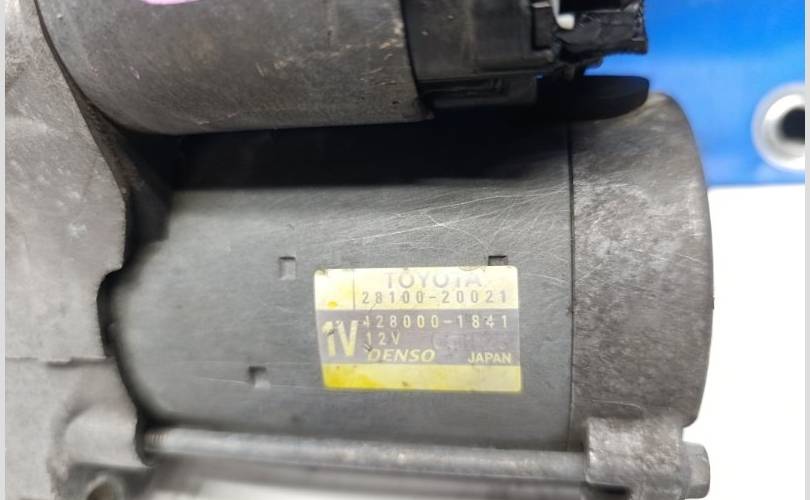 TOYOTA
28100-20021
1V 428000-1841
12V
DENSO JAPAN